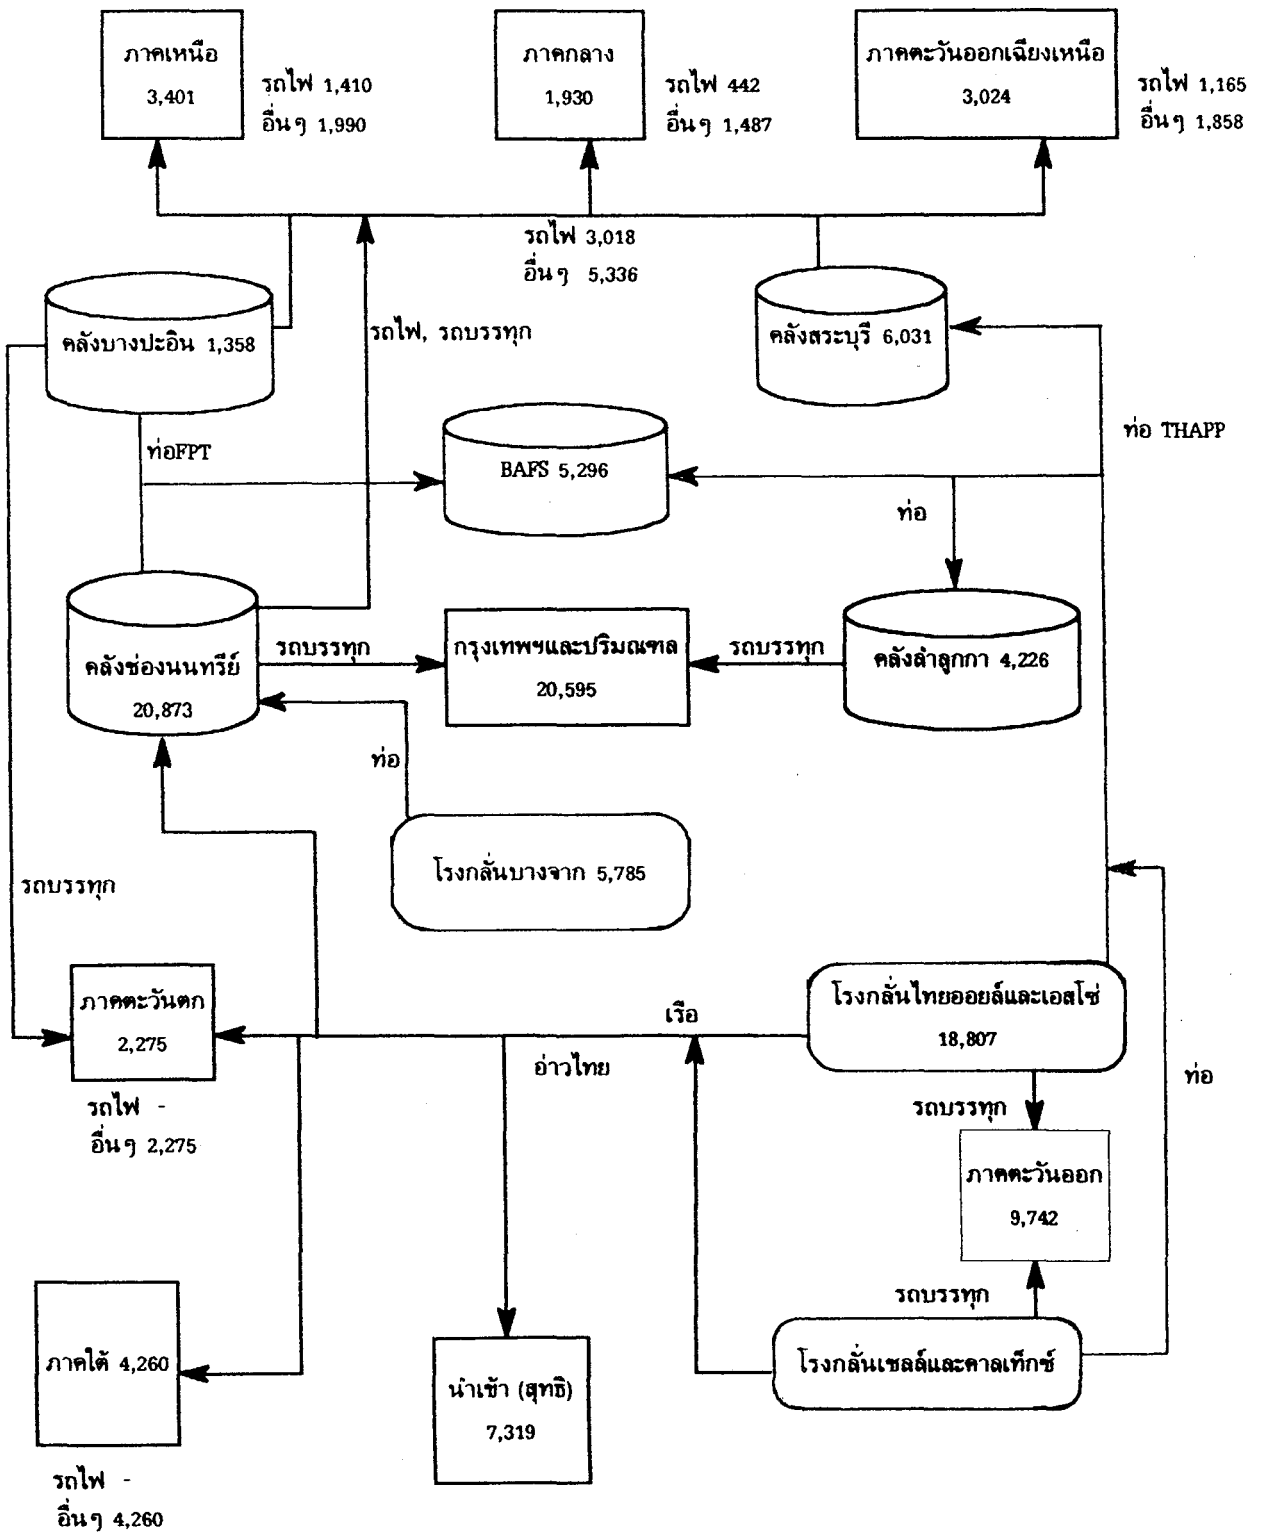 ภาคเหนือ
3,401
รถไฟ 1,410
อื่นๆ 1,990
ภาคกลาง
1,930
รถไฟ 442
อื่นๆ 1,487
ภาคตะวันออกเฉียงเหนือ
3,024
รถไฟ 1,165
อื่นๆ 1,858
รถไฟ 3,018
อื่นๆ 5,336
คลังบางปะอิน 1,358
รถไฟ, รถบรรทุก
คลังสระบุรี 6,031
ท่อFPT
BAFS 5,296
ท่อ THAPP
ท่อ
คลังช่องนนทรีย์
20,873
รถบรรทุก
กรุงเทพฯและปริมณฑล
20,595
รถบรรทุก
คลังลำลูกกา 4,226
ท่อ
โรงกลั่นบางจาก 5,785
รถบรรทุก
ภาคตะวันตก
2,275
รถไฟ -
อื่นๆ 2,275
เรือ
อ่าวไทย
โรงกลั่นไทยออยล์และเอสโซ่
18,807
รถบรรทุก
ท่อ
ภาคตะวันออก
9,742
รถบรรทุก
โรงกลั่นเชลล์และคาลเท็กซ์
ภาคใต้ 4,260
รถไฟ -
อื่นๆ 4,260
นำเข้า (สุทธิ)
7,319